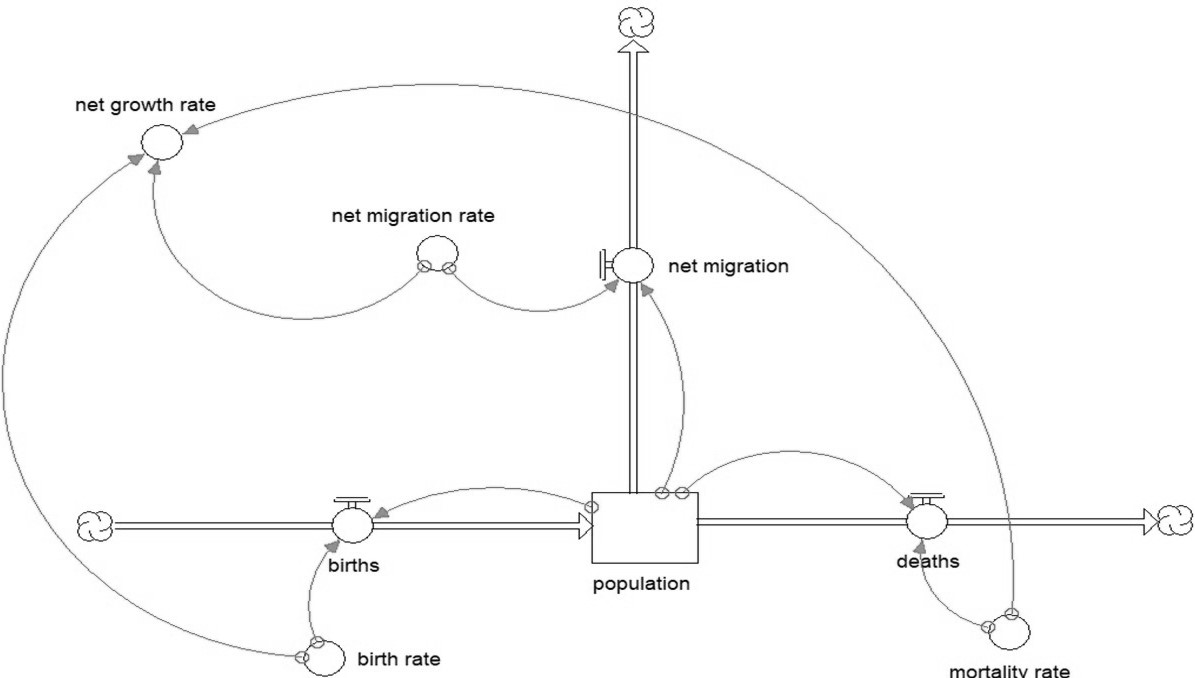 net growth rate
net migration rate
net migration
births
deaths
population
birth rate
mortality rate